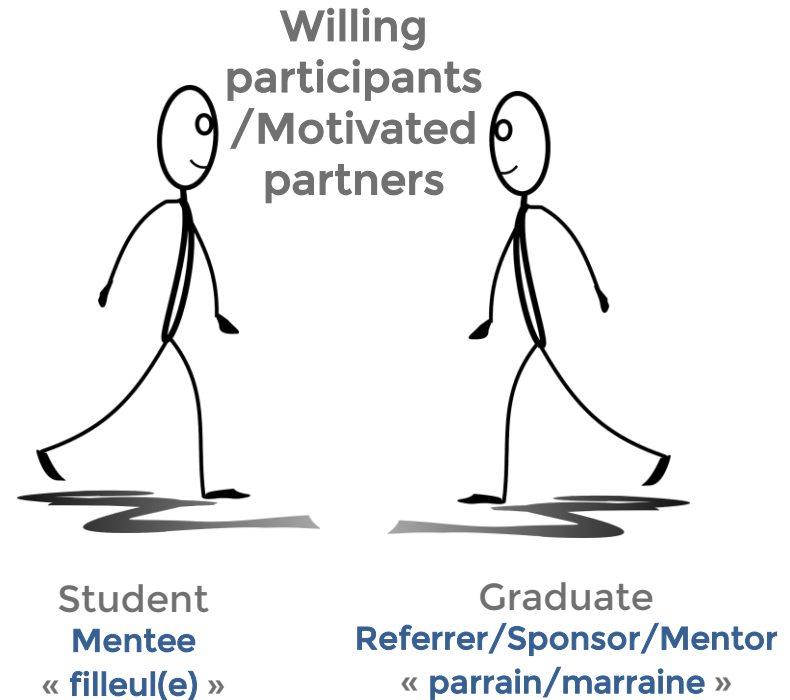 Willing
participants
/Motivated
partners
Student
Mentee
« filleul(e) »
Graduate
Referrer/Sponsor/Mentor
« parrain/marraine »